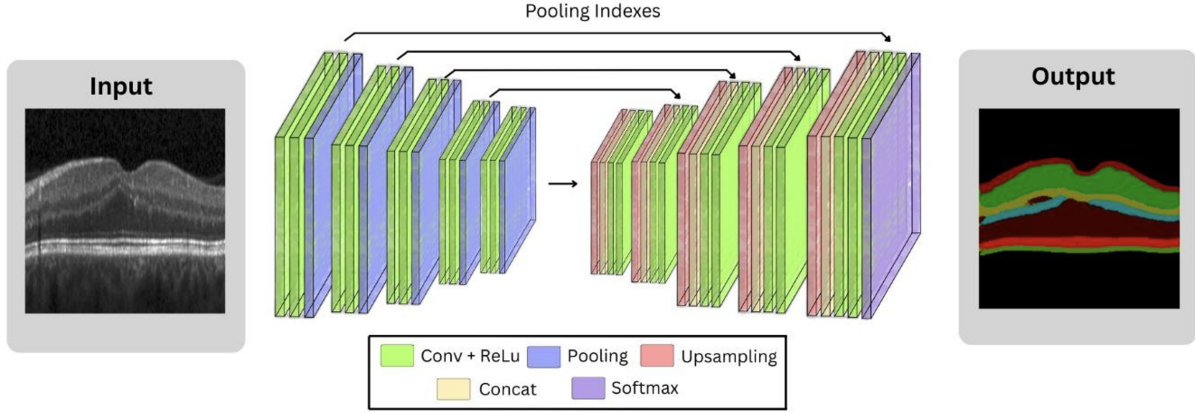 Pooling Indexes
Input
Output
Conv + ReLu
Pooling
Upsampling
Concat
Softmax